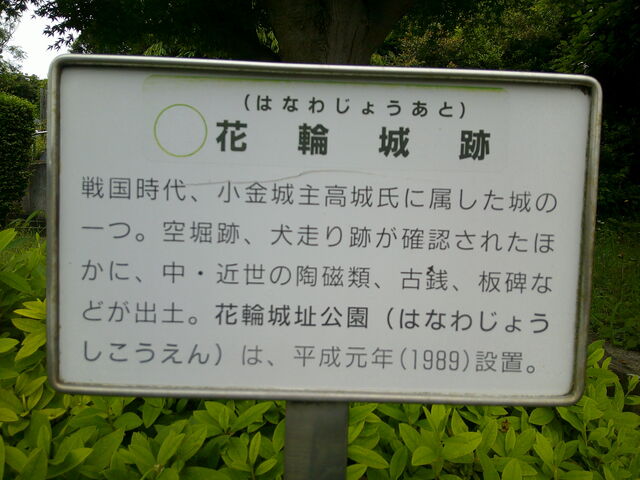 (はなわじょうあと)
花輪城跡
戦国時代、小金城主高城氏に属した城の
一つ。空堀跡、犬走り跡が確認されたほ
かに、中・近世の陶磁類、古銭、板碑な
どが出土。花輪城址公園(はなわじょう
しこうえん)は、平成元年(1989)設置。